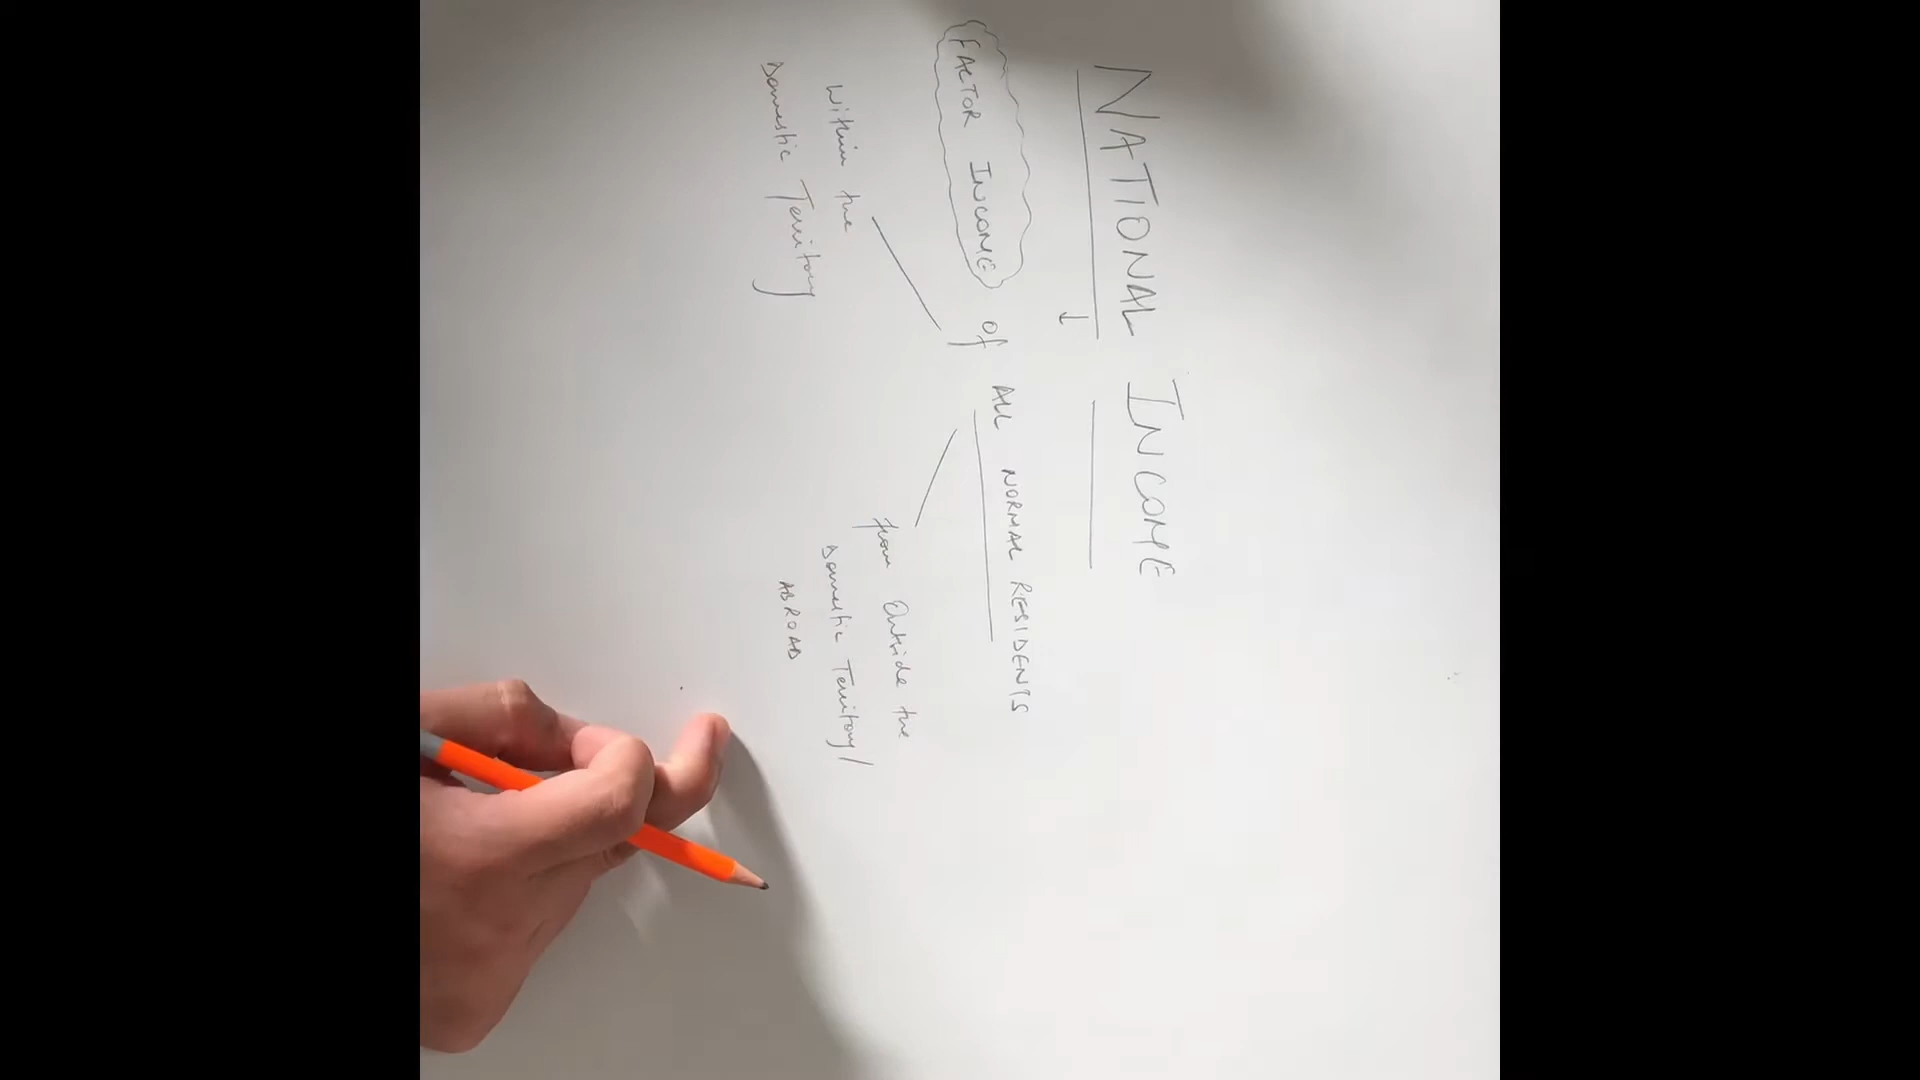 NATIONAL INCOME
↓
FACTOR INCOME of ALL NORMAL RESIDENTS
Within the
Domestic Territory
from Outside the
Domestic Territory/
ABROAD